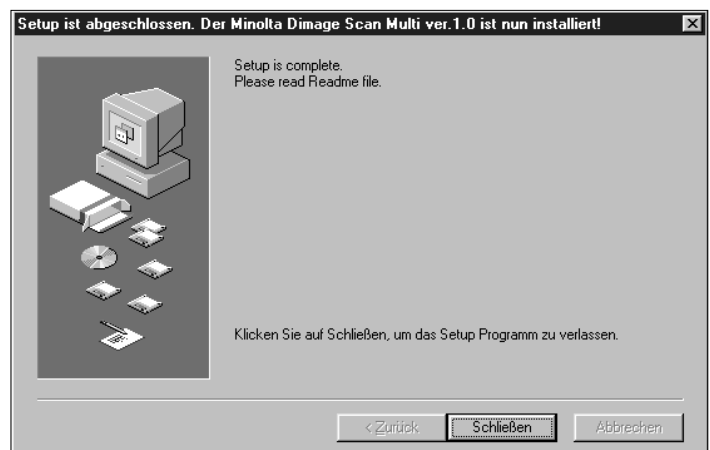 Setup ist abgeschlossen. Der Minolta Dimage Scan Multi ver.1.0 ist nun installiert!
Setup is complete.
Please read Readme file.
Klicken Sie auf Schließen, um das Setup Programm zu verlassen.
< Zurück
Schließen
Abbrechen